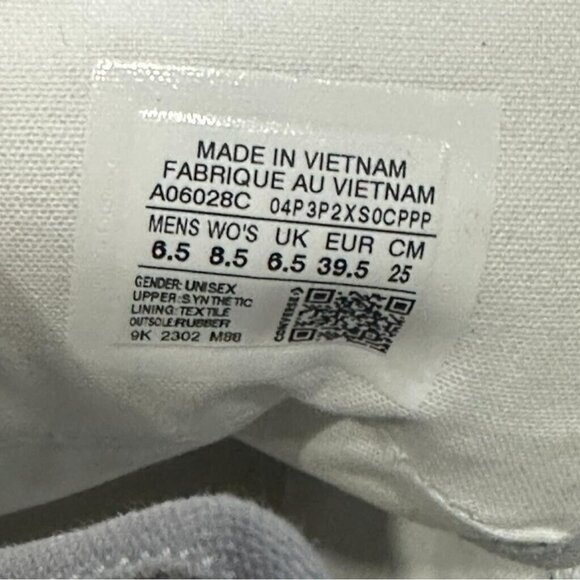 MADE IN VIETNAM
FABRIQUE AU VIETNAM
A06028C 04P3P2XS0CPPP
MENS WO'S UK EUR CM
6.5 8.5 6.5 39.5 25
GENDER: UNISEX
UPPER: SYNTHETIC
LINING: TEXTILE
OUTSOLE: RUBBER
9K 2302 M88
CONVERSE